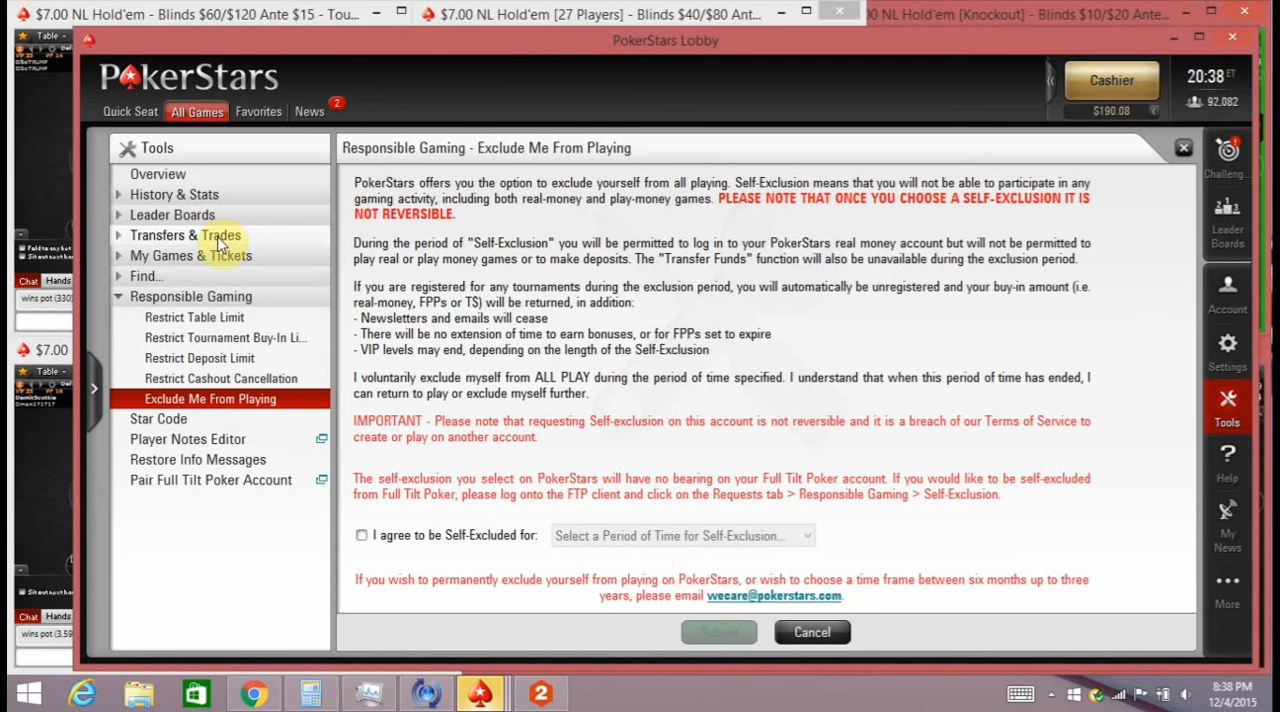 $7.00 NL Hold'em - Blinds $60/$120 Ante $15 - Tou...
$7.00 NL Hold'em [27 Players] - Blinds $40/$80 Ante...
00 NL Hold'em [Knockout] - Blinds $10/$20 Ante...
Table
PokerStars Lobby
PokerStars
Cashier
$190.08
20:38 ET
92,082
Quick Seat
All Games
Favorites
News
2
Tools
Overview
History & Stats
Leader Boards
Transfers & Trades
My Games & Tickets
Find...
Responsible Gaming
Restrict Table Limit
Restrict Tournament Buy-In Li...
Restrict Deposit Limit
Restrict Cashout Cancellation
Exclude Me From Playing
Star Code
Player Notes Editor
Restore Info Messages
Pair Full Tilt Poker Account
Responsible Gaming - Exclude Me From Playing
PokerStars offers you the option to exclude yourself from all playing. Self-Exclusion means that you will not be able to participate in any
gaming activity, including both real-money and play-money games. PLEASE NOTE THAT ONCE YOU CHOOSE A SELF-EXCLUSION IT IS
NOT REVERSIBLE.
During the period of "Self-Exclusion" you will be permitted to log in to your PokerStars real money account but will not be permitted to
play real or play money games or to make deposits. The "Transfer Funds" function will also be unavailable during the exclusion period.
If you are registered for any tournaments during the exclusion period, you will automatically be unregistered and your buy-in amount (i.e.
real-money, FPPs or T$) will be returned, in addition:
- Newsletters and emails will cease
- There will be no extension of time to earn bonuses, or for FPPs set to expire
- VIP levels may end, depending on the length of the Self-Exclusion
I voluntarily exclude myself from ALL PLAY during the period of time specified. I understand that when this period of time has ended, I
can return to play or exclude myself further.
IMPORTANT - Please note that requesting Self-exclusion on this account is not reversible and it is a breach of our Terms of Service to
create or play on another account.
The self-exclusion you select on PokerStars will have no bearing on your Full Tilt Poker account. If you would like to be self-excluded
from Full Tilt Poker, please log onto the FTP client and click on the Requests tab > Responsible Gaming > Self-Exclusion.
I agree to be Self-Excluded for:
Select a Period of Time for Self-Exclusion...
If you wish to permanently exclude yourself from playing on PokerStars, or wish to choose a time frame between six months up to three
years, please email wecare@pokerstars.com.
Submit
Cancel
Challeng...
Leader
Boards
Account
Settings
Tools
Help
My
News
More
Chat Hands
wins pot (330)
$7.00
Table
Chat Hands
wins pot (3,59
2
8:38 PM
12/4/2015